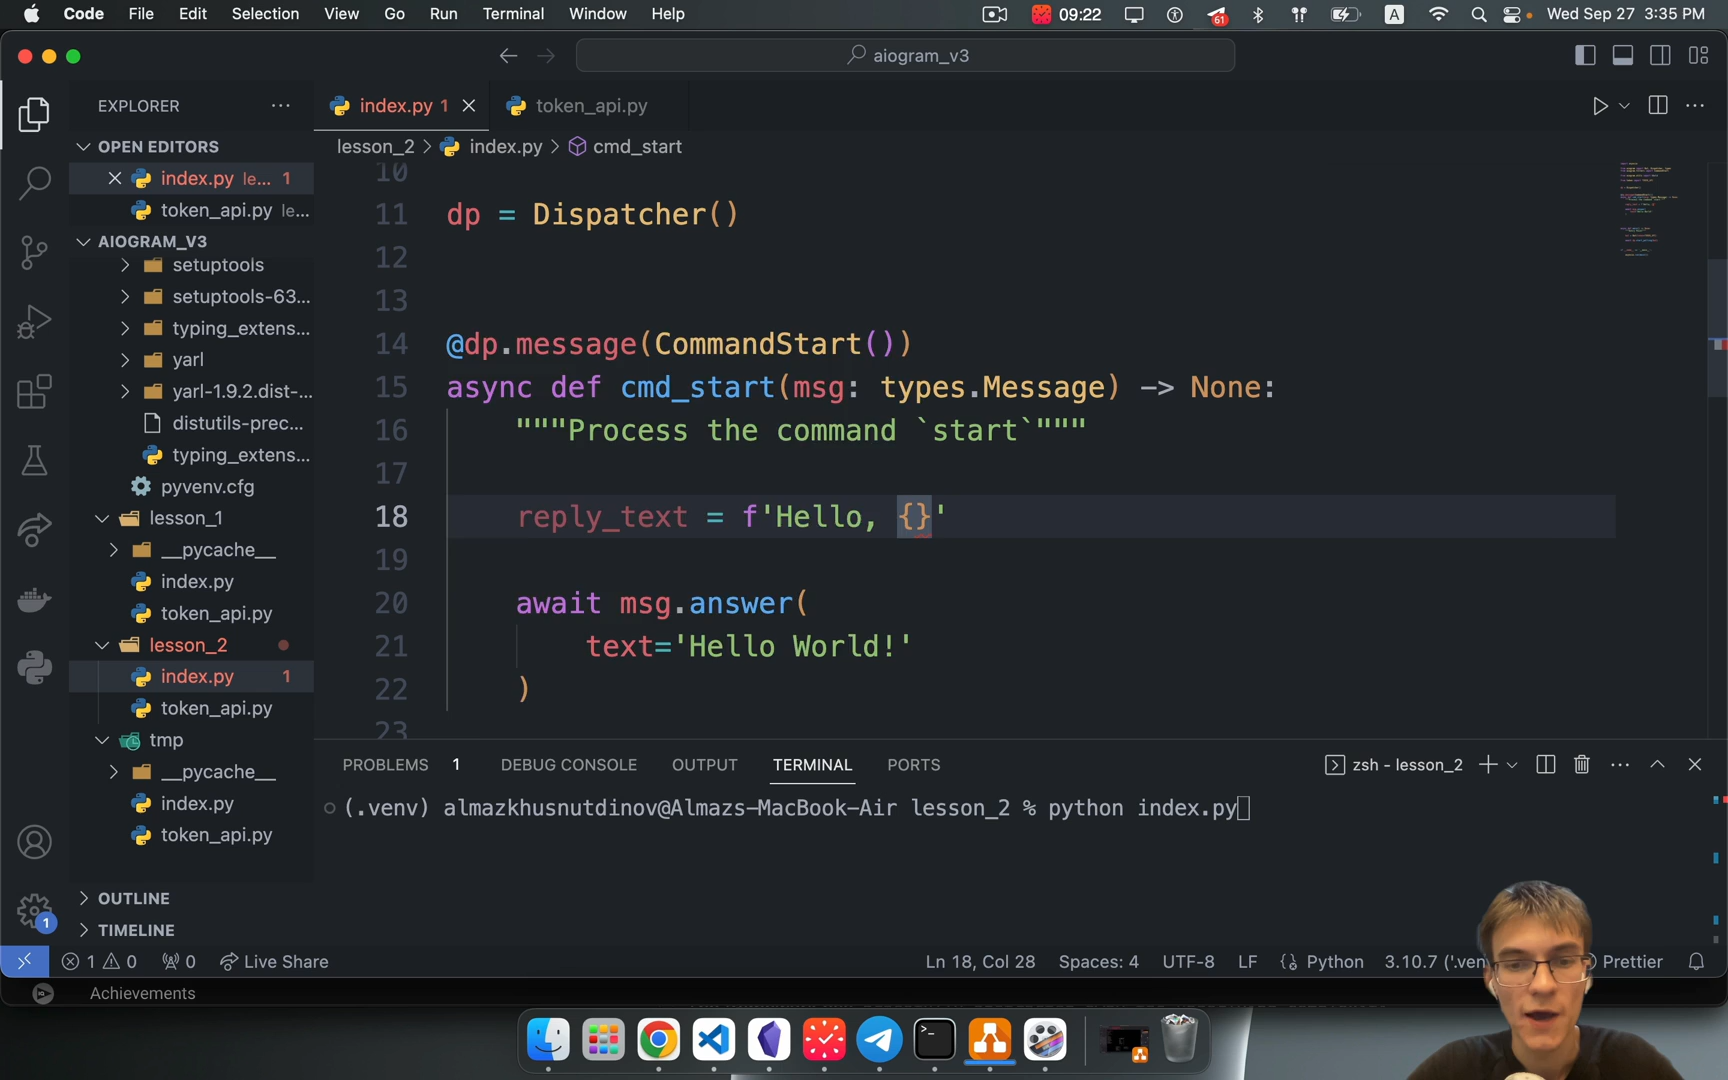 Code File Edit Selection View Go Run Terminal Window Help 09:22 61 A Wed Sep 27 3:35 PM
aiogram_v3
EXPLORER
index.py 1
token_api.py
OPEN EDITORS
lesson_2 > index.py > cmd_start
index.py le... 1
token_api.py le...
AIOGRAM_V3
setuptools
setuptools-63...
typing_extens...
yarl
yarl-1.9.2.dist-...
distutils-prec...
typing_extens...
pyvenv.cfg
lesson_1
__pycache__
index.py
token_api.py
lesson_2
index.py 1
token_api.py
tmp
__pycache__
index.py
token_api.py
OUTLINE
TIMELINE
10
11 dp = Dispatcher()
12
13
14 @dp.message(CommandStart())
15 async def cmd_start(msg: types.Message) -> None:
16 """Process the command `start`"""
17
18 reply_text = f'Hello, {}'
19
20 await msg.answer(
21 text='Hello World!'
22 )
23
PROBLEMS 1 DEBUG CONSOLE OUTPUT TERMINAL PORTS zsh - lesson_2
(.venv) almazkhusnutdinov@Almazs-MacBook-Air lesson_2 % python index.py
1
1 0 0 Live Share Ln 18, Col 28 Spaces: 4 UTF-8 LF Python 3.10.7 ('.ven Prettier
Achievements